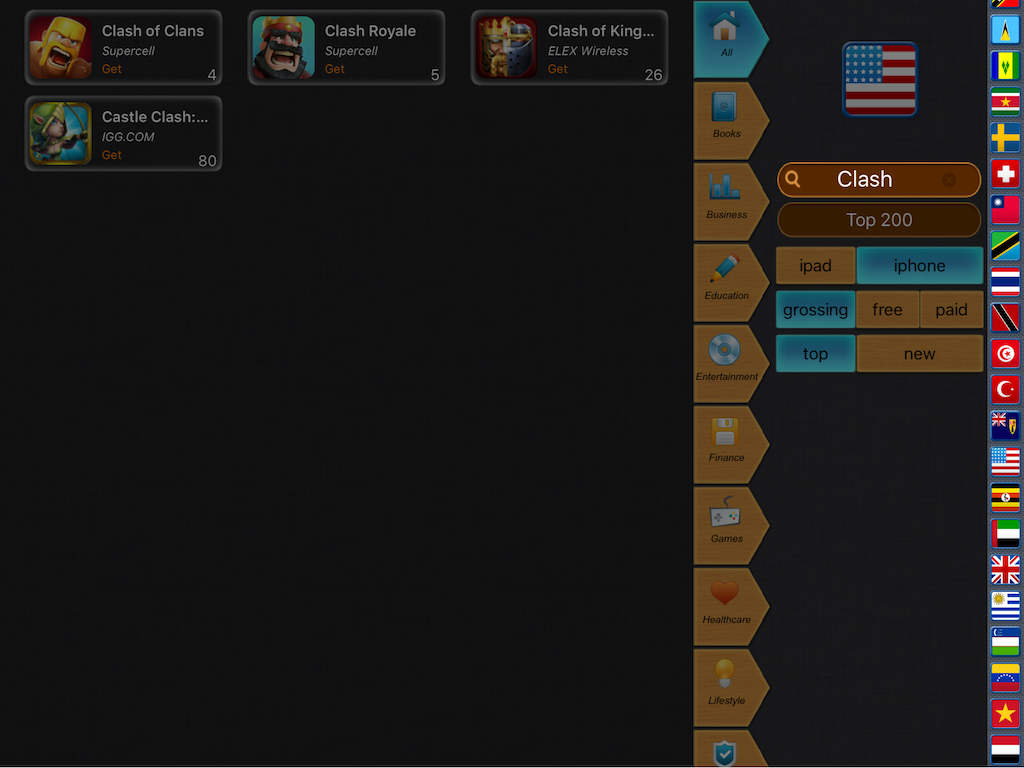 Clash of Clans
Supercell
Get
4
Clash Royale
Supercell
Get
5
Clash of King...
ELEX Wireless
Get
26
Castle Clash:...
IGG.COM
Get
80
All
Books
Business
Education
Entertainment
Finance
Games
Healthcare
Lifestyle
Clash
Top 200
ipad
iphone
grossing
free
paid
top
new